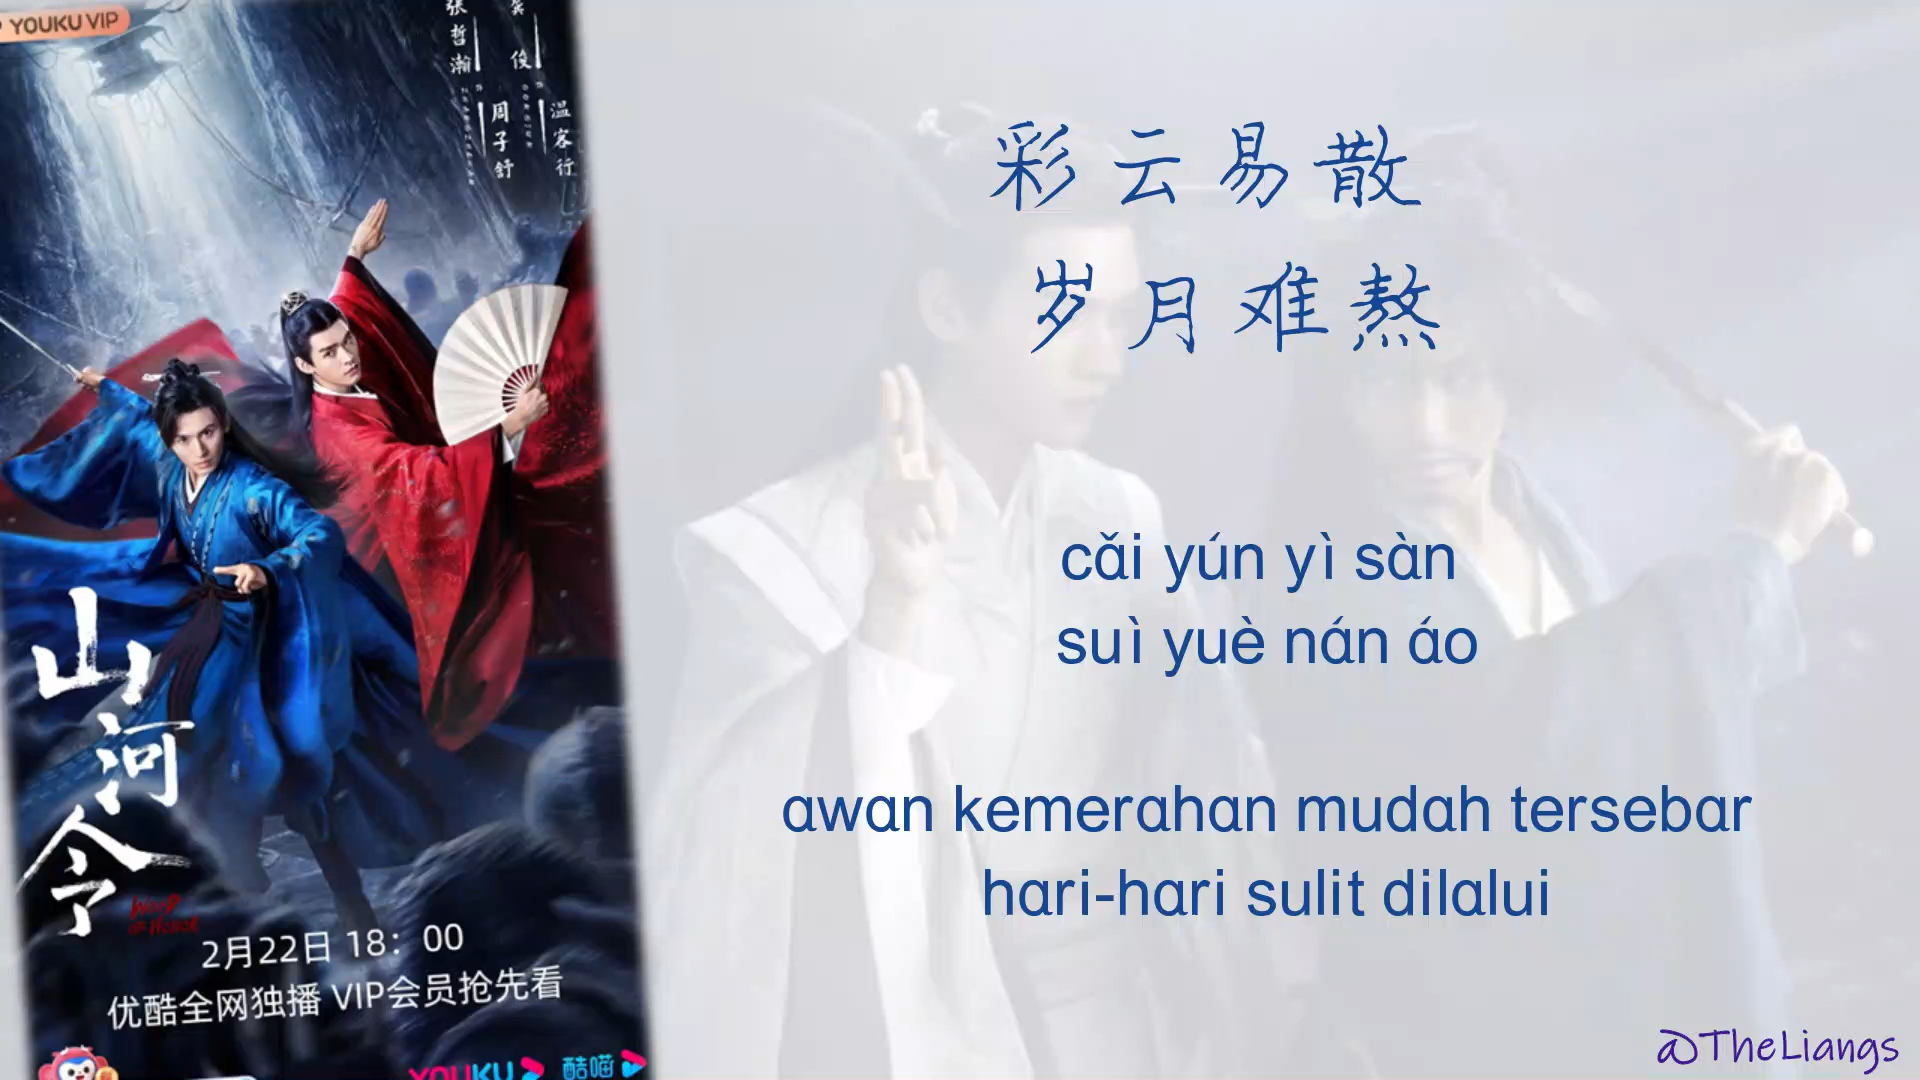 YOUKU VIP
张哲瀚
周子舒
龚俊
温客行
山河令
WORD OF HONOR
2月22日 18：00
优酷全网独播 VIP会员抢先看
YOUKU 酷喵
彩云易散
岁月难熬
cǎi yún yì sàn
suì yuè nán áo
awan kemerahan mudah tersebar
hari-hari sulit dilalui
@TheLiangs